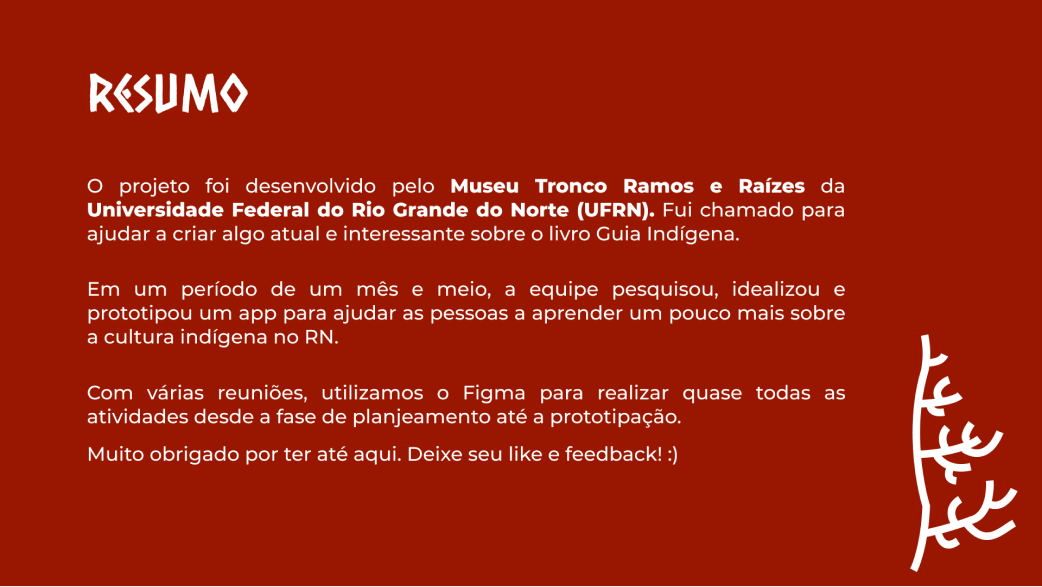 RESUMO
O projeto foi desenvolvido pelo Museu Tronco Ramos e Raízes da
Universidade Federal do Rio Grande do Norte (UFRN). Fui chamado para
ajudar a criar algo atual e interessante sobre o livro Guia Indígena.
Em um período de um mês e meio, a equipe pesquisou, idealizou e
prototipou um app para ajudar as pessoas a aprender um pouco mais sobre
a cultura indígena no RN.
Com várias reuniões, utilizamos o Figma para realizar quase todas as
atividades desde a fase de planjeamento até a prototipação.
Muito obrigado por ter até aqui. Deixe seu like e feedback! :)